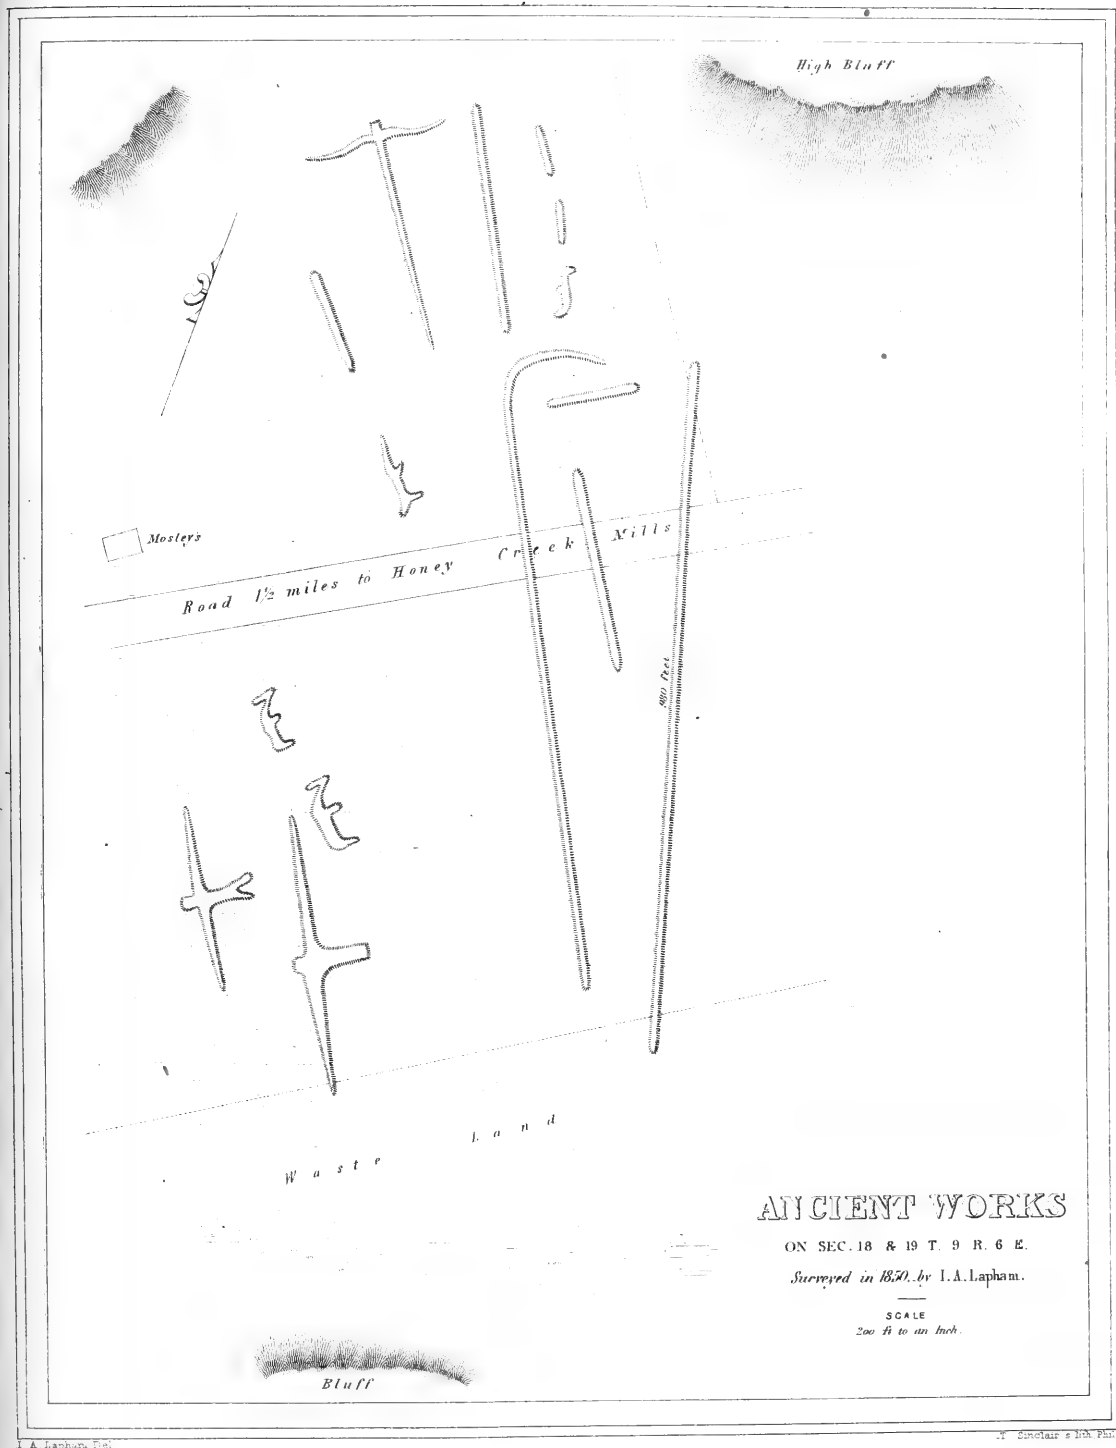 High Bluff
Mosler's
Road 1½ miles to Honey Creek Mills
980 feet
Waste Land
ANCIENT WORKS
ON SEC. 18 & 19 T. 9 R. 6 E.
Surveyed in 1850. by I. A. Lapham.
SCALE
200 ft to an Inch.
Bluff
I. A. Lapham, Del.
T. Sinclair's lith, Phil